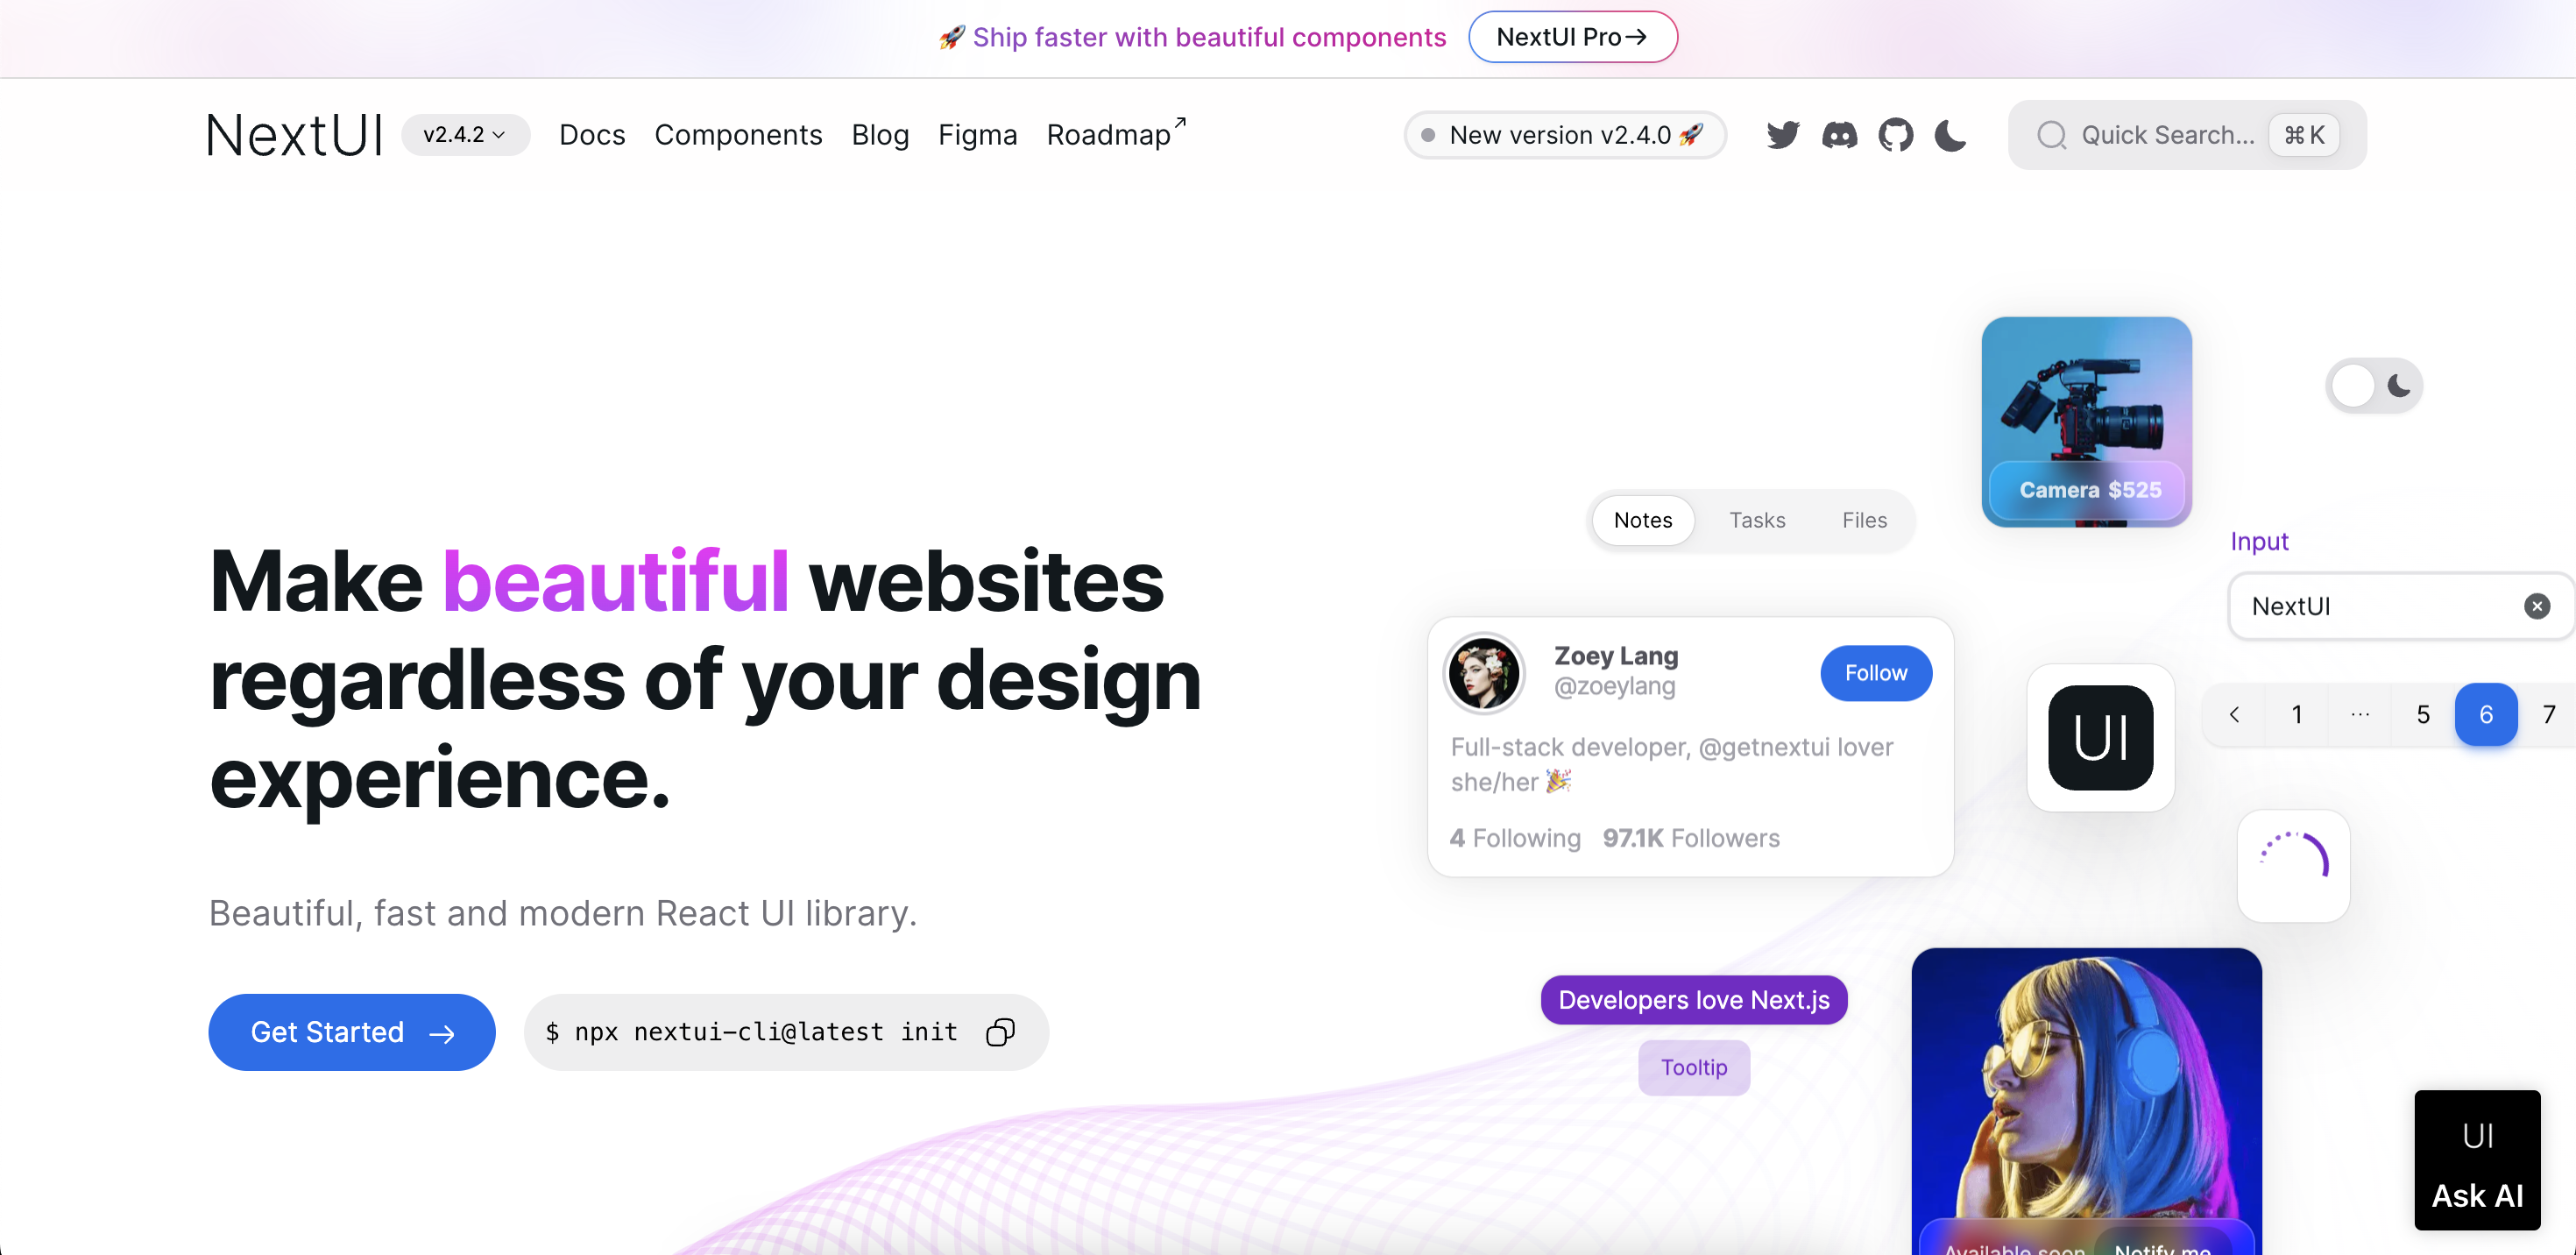 🚀 Ship faster with beautiful components NextUI Pro→
NextUI v2.4.2 Docs Components Blog Figma Roadmap↗ New version v2.4.0 🚀 Quick Search... ⌘K
Camera $525
Notes Tasks Files
Input
NextUI
Make beautiful websites
regardless of your design
experience.
Zoey Lang
@zoeylang
Follow
Full-stack developer, @getnextui lover
she/her 🎉
4 Following 97.1K Followers
UI
1 ... 5 6 7
Beautiful, fast and modern React UI library.
Get Started →
$ npx nextui-cli@latest init
Developers love Next.js
Tooltip
UI
Ask AI
Available soon Notify me